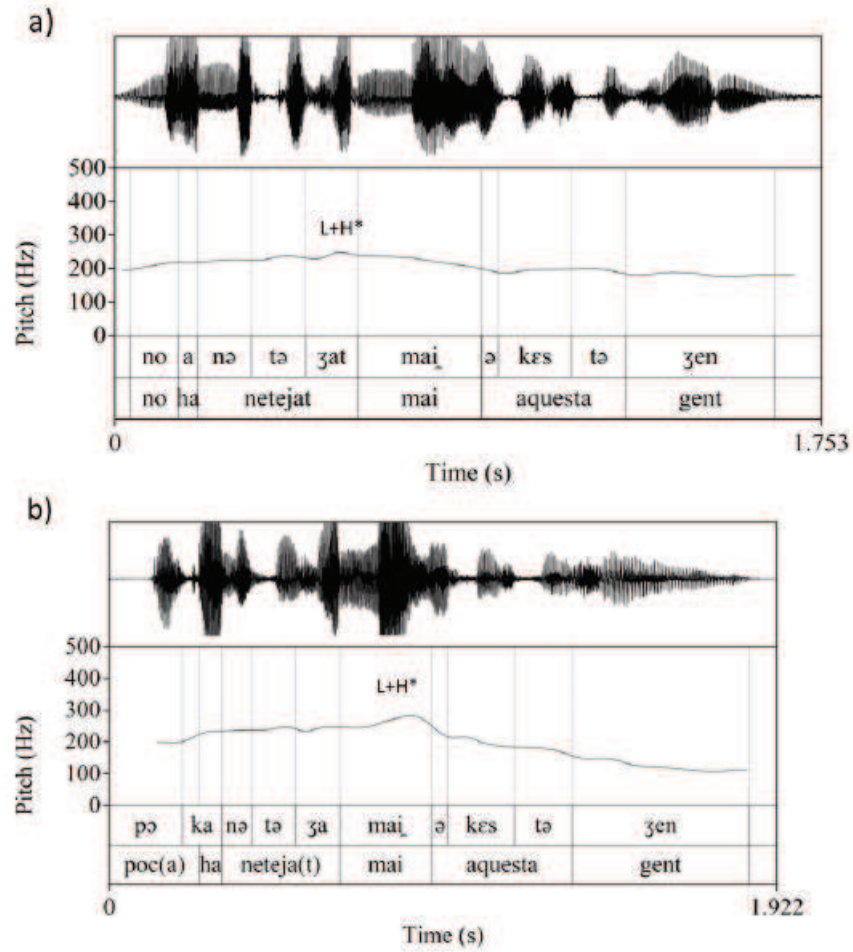 a)
500
400
300
200
100
0
Pitch (Hz)
L+H*
no a nə tə ʒat mai̯ ə kɛs tə ʒen
no ha netejat mai aquesta gent
0 1.753
Time (s)
b)
500
400
300
200
100
0
Pitch (Hz)
L+H*
pɔ ka nə tə ʒa mai̯ ə kɛs tə ʒen
poc(a) ha neteja(t) mai aquesta gent
0 1.922
Time (s)